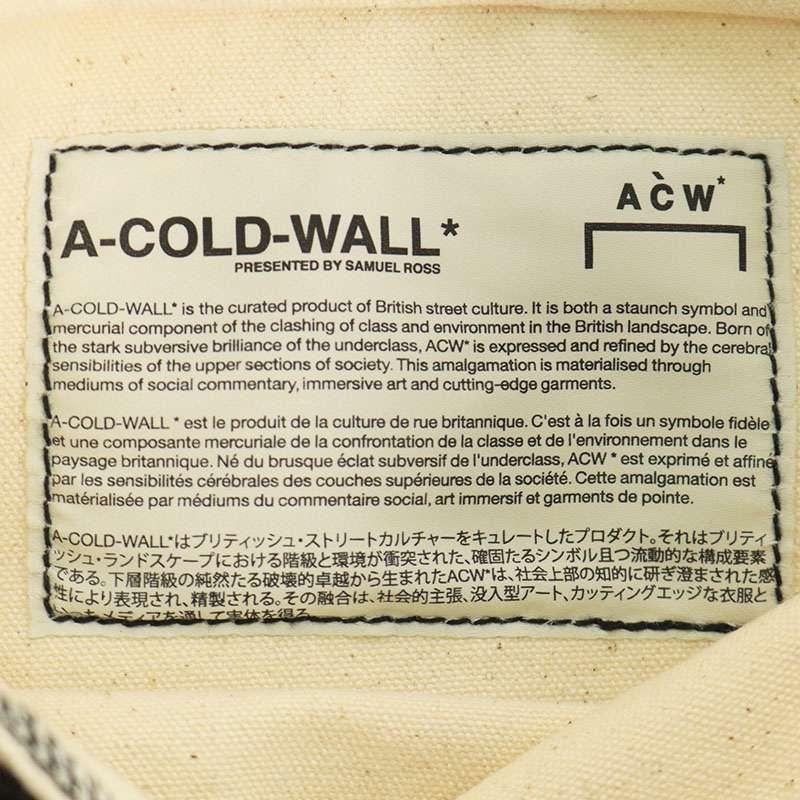 A-COLD-WALL*
PRESENTED BY SAMUEL ROSS
ACW*
A-COLD-WALL* is the curated product of British street culture. It is both a staunch symbol and
mercurial component of the clashing of class and environment in the British landscape. Born of
the stark subversive brilliance of the underclass, ACW* is expressed and refined by the cerebral
sensibilities of the upper sections of society. This amalgamation is materialised through
mediums of social commentary, immersive art and cutting-edge garments.
A-COLD-WALL * est le produit de la culture de rue britannique. C'est à la fois un symbole fidèle
et une composante mercuriale de la confrontation de la classe et de l'environnement dans le
paysage britannique. Né du brusque éclat subversif de l'underclass, ACW * est exprimé et affiné
par les sensibilités cérébrales des couches supérieures de la société. Cette amalgamation est
matérialisée par médiums du commentaire social, art immersif et garments de pointe.
A-COLD-WALL*はブリティッシュ・ストリートカルチャーをキュレートしたプロダクト。それはブリティ
ッシュ・ランドスケープにおける階級と環境が衝突された、確固たるシンボル且つ流動的な構成要素
である。下層階級の純然たる破壊的卓越から生まれたACW*は、社会上部の知的に研ぎ澄まされた感
性により表現され、精製される。その融合は、社会的主張、没入型アート、カッティングエッジな衣服と
いったメディアを通して実体を得る